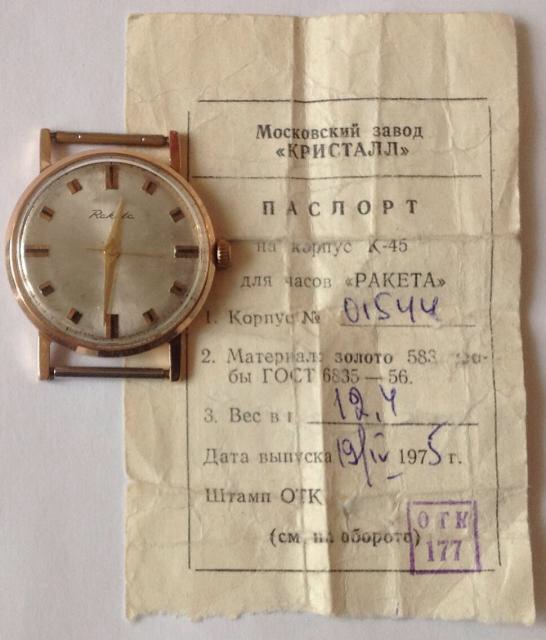 Raketa
Московский завод
«КРИСТАЛЛ»
ПАСПОРТ
на корпус К-45
для часов «РАКЕТА»
1. Корпус № 01544
2. Материал: золото 583 про-
бы ГОСТ 6835—56.
3. Вес в г. 12,4
Дата выпуска 19/IV 1975 г.
Штамп ОТК
(см. на обороте)
ОТК
177